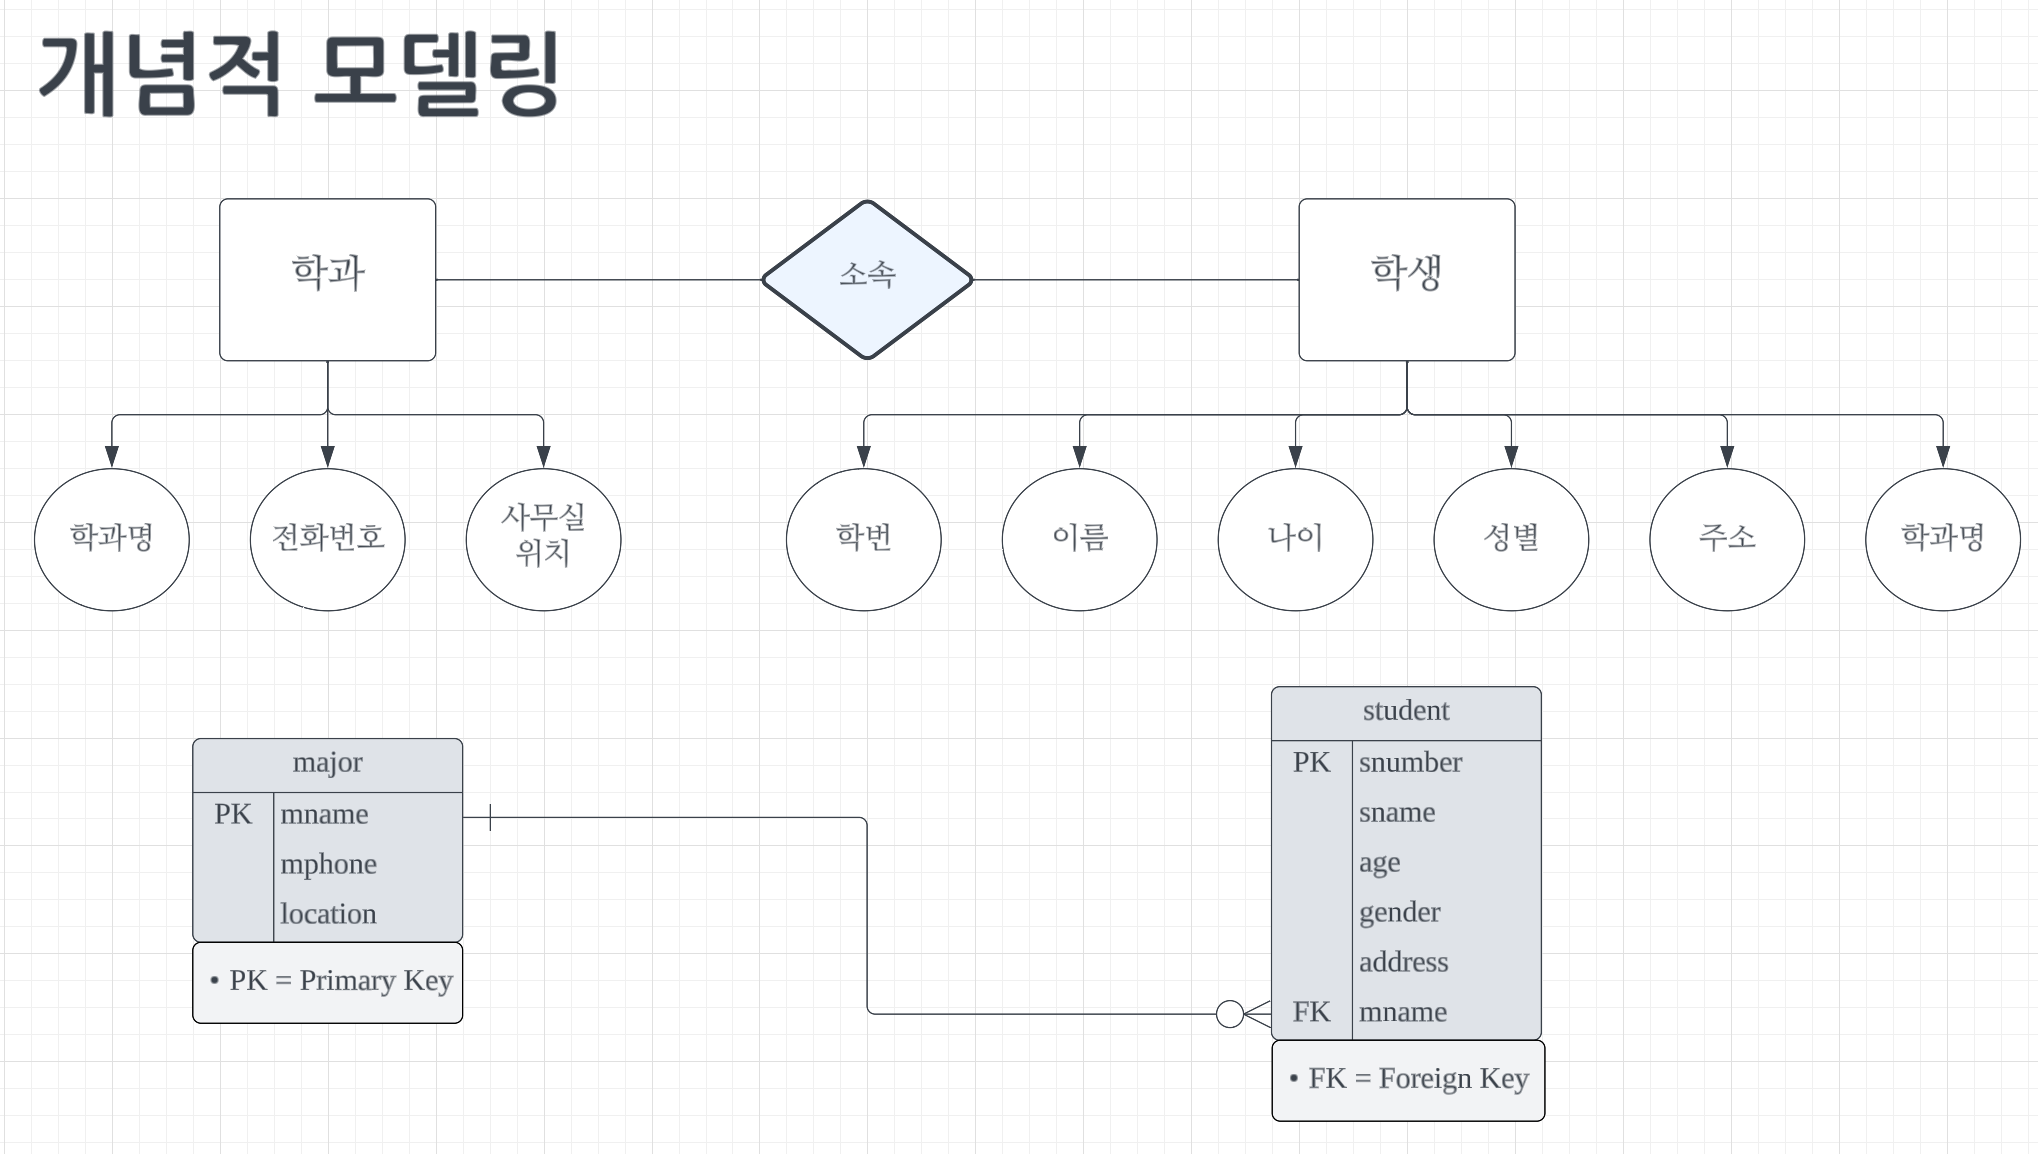 개념적 모델링
학과
소속
학생
학과명
전화번호
사무실
위치
학번
이름
나이
성별
주소
학과명
major
PK mname
mphone
location
• PK = Primary Key
student
PK snumber
sname
age
gender
address
FK mname
• FK = Foreign Key